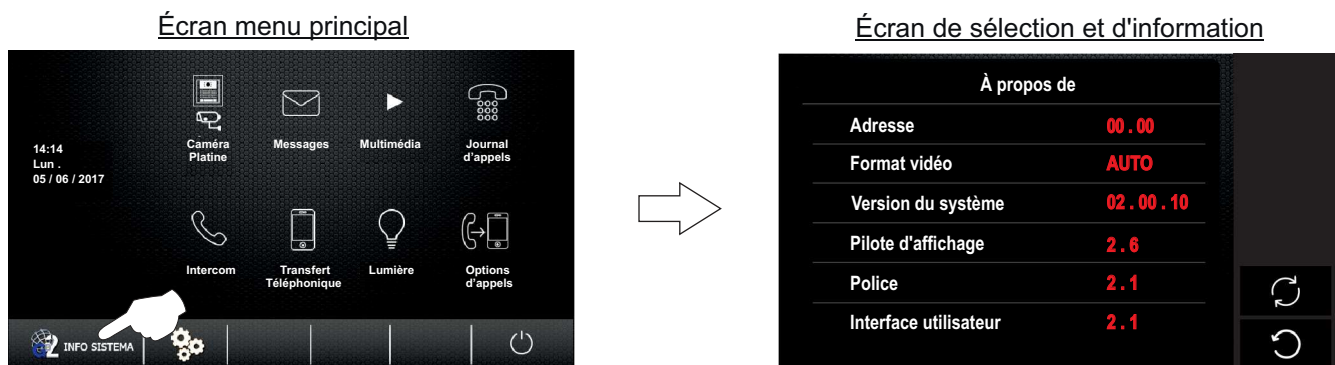 Écran menu principal
14:14
Lun .
05 / 06 / 2017
Caméra
Platine
Messages
Multimédia
Journal
d'appels
Intercom
Transfert
Téléphonique
Lumière
Options
d'appels
2 INFO SISTEMA
Écran de sélection et d'information
À propos de
Adresse 00 . 00
Format vidéo AUTO
Version du système 02 . 00 . 10
Pilote d'affichage 2 . 6
Police 2 . 1
Interface utilisateur 2 . 1